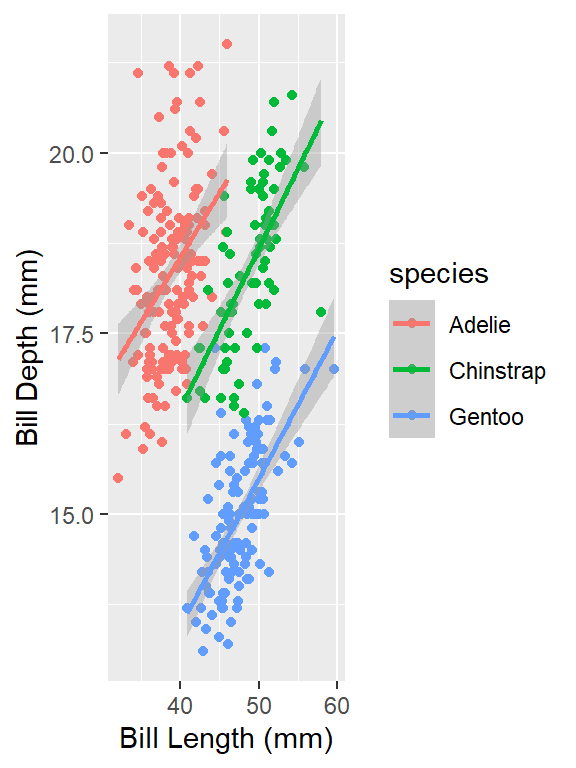 20.0
17.5
15.0
40 50 60
Bill Length (mm)
Bill Depth (mm)
species
Adelie
Chinstrap
Gentoo